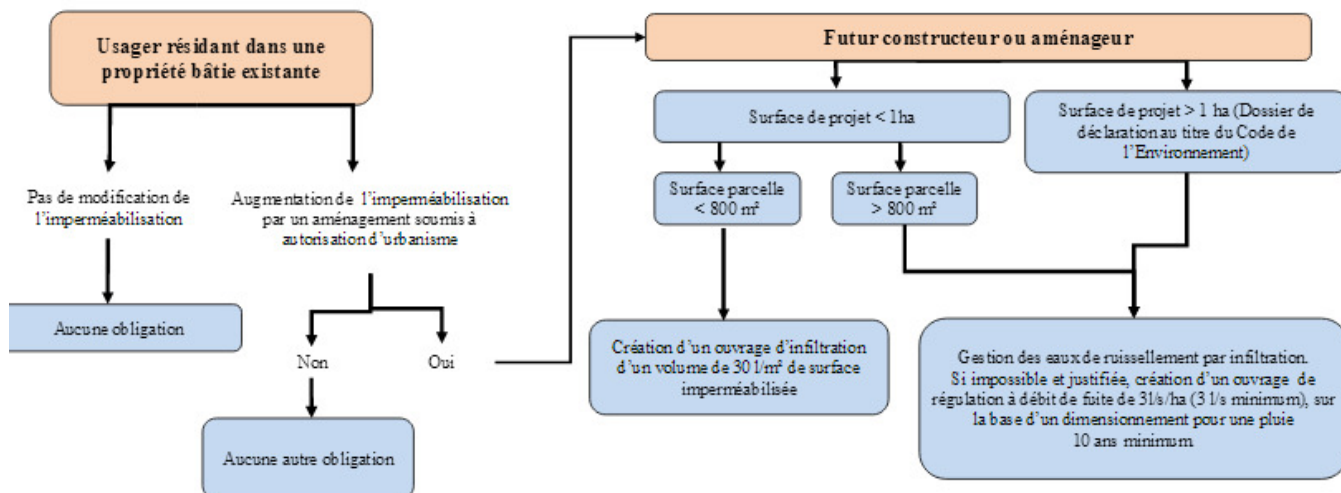 Usager résidant dans une
propriété bâtie existante
Pas de modification de
l'imperméabilisation
Augmentation de l'imperméabilisation
par un aménagement soumis à
autorisation d'urbanisme
Aucune obligation
Non
Oui
Aucune autre obligation
Futur constructeur ou aménageur
Surface de projet < 1ha
Surface de projet > 1 ha (Dossier de
déclaration au titre du Code de
l'Environnement)
Surface parcelle
< 800 m²
Surface parcelle
> 800 m²
Création d'un ouvrage d'infiltration
d'un volume de 30 l/m² de surface
imperméabilisée
Gestion des eaux de ruissellement par infiltration.
Si impossible et justifiée, création d'un ouvrage de
régulation à débit de fuite de 3l/s/ha (3 l/s minimum), sur
la base d'un dimensionnement pour une pluie
10 ans minimum.